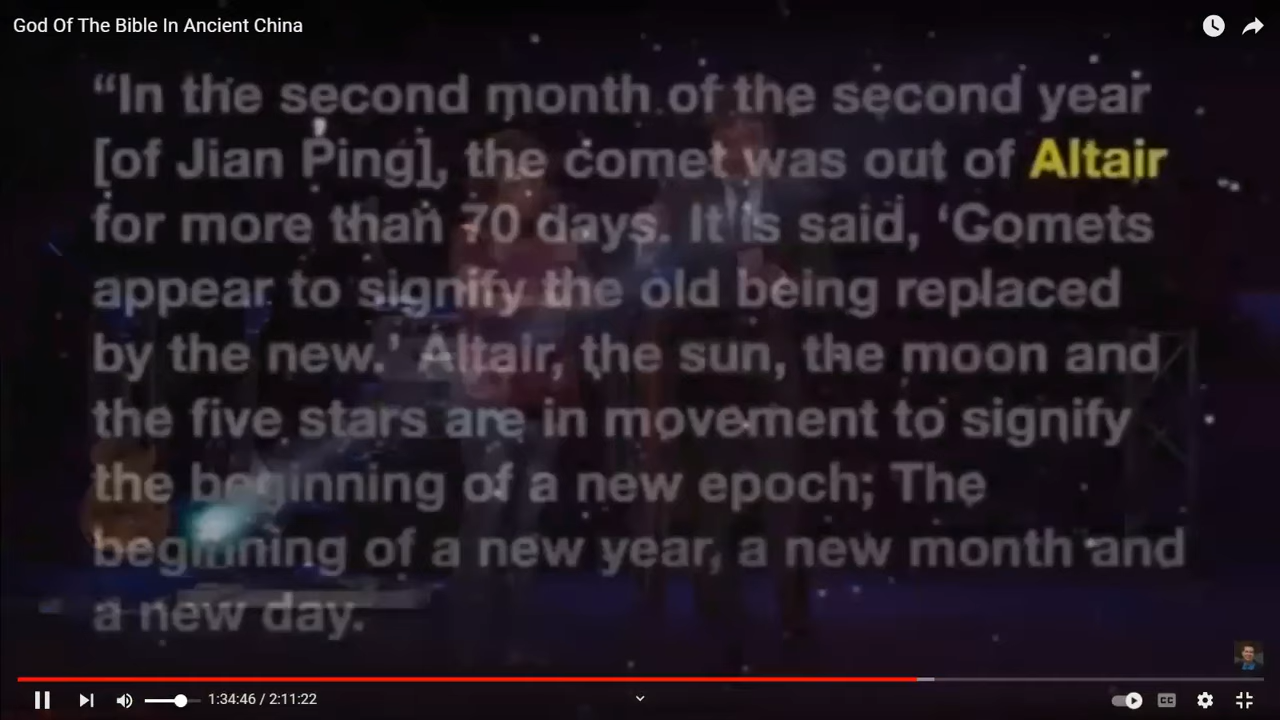 God Of The Bible In Ancient China
“In the second month of the second year
[of Jian Ping], the comet was out of Altair
for more than 70 days. It is said, ‘Comets
appear to signify the old being replaced
by the new.’ Altair, the sun, the moon and
the five stars are in movement to signify
the beginning of a new epoch; The
beginning of a new year, a new month and
a new day.
1:34:46 / 2:11:22
CC